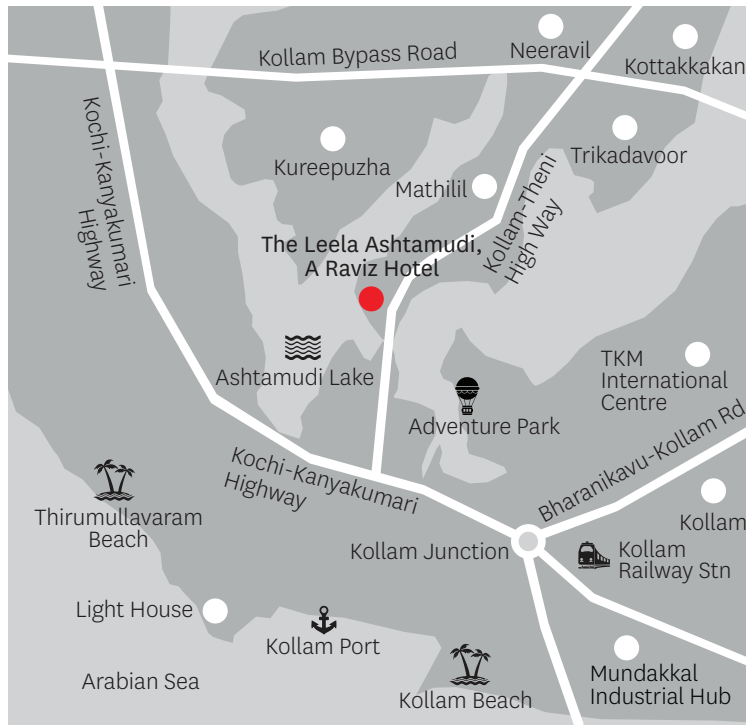 Neeravil
Kollam Bypass Road
Kottakkakan
Kochi-Kanyakumari
Highway
Kureepuzha
Trikadavoor
Mathilil
Kollam-Theni
High Way
The Leela Ashtamudi,
A Raviz Hotel
Ashtamudi Lake
TKM
International
Centre
Adventure Park
Kochi-Kanyakumari
Highway
Bharanikavu-Kollam Rd
Thirumullavaram
Beach
Kollam
Kollam Junction
Kollam
Railway Stn
Light House
Kollam Port
Arabian Sea
Kollam Beach
Mundakkal
Industrial Hub